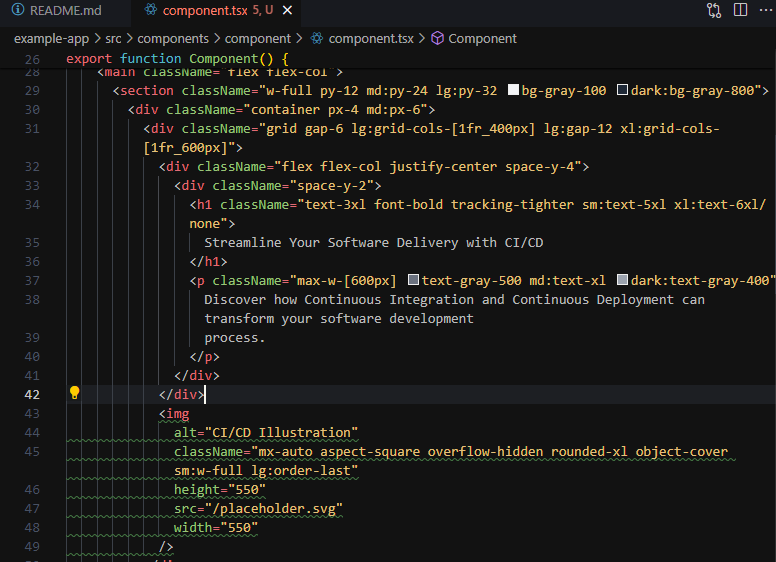 README.md component.tsx 5, U
example-app > src > components > component > component.tsx > Component
26 export function Component() {
28 <main className="flex flex-col">
29 <section className="w-full py-12 md:py-24 lg:py-32 bg-gray-100 dark:bg-gray-800">
30 <div className="container px-4 md:px-6">
31 <div className="grid gap-6 lg:grid-cols-[1fr_400px] lg:gap-12 xl:grid-cols-
[1fr_600px]">
32 <div className="flex flex-col justify-center space-y-4">
33 <div className="space-y-2">
34 <h1 className="text-3xl font-bold tracking-tighter sm:text-5xl xl:text-6xl/
none">
35 Streamline Your Software Delivery with CI/CD
36 </h1>
37 <p className="max-w-[600px] text-gray-500 md:text-xl dark:text-gray-400"
38 Discover how Continuous Integration and Continuous Deployment can
transform your software development
39 process.
40 </p>
41 </div>
42 </div>
43 <img
44 alt="CI/CD Illustration"
45 className="mx-auto aspect-square overflow-hidden rounded-xl object-cover
sm:w-full lg:order-last"
46 height="550"
47 src="/placeholder.svg"
48 width="550"
49 />